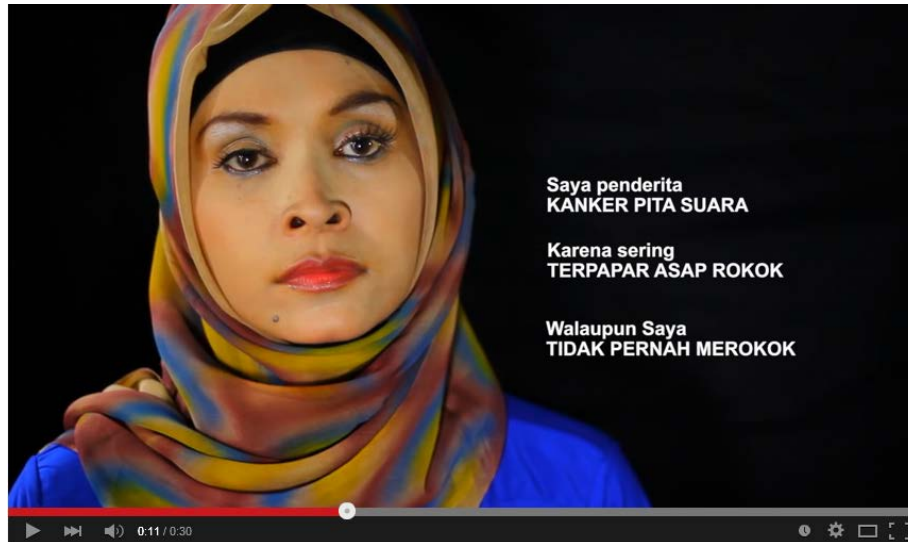 Saya penderita
KANKER PITA SUARA
Karena sering
TERPAPAR ASAP ROKOK
Walaupun Saya
TIDAK PERNAH MEROKOK
0:11 / 0:30